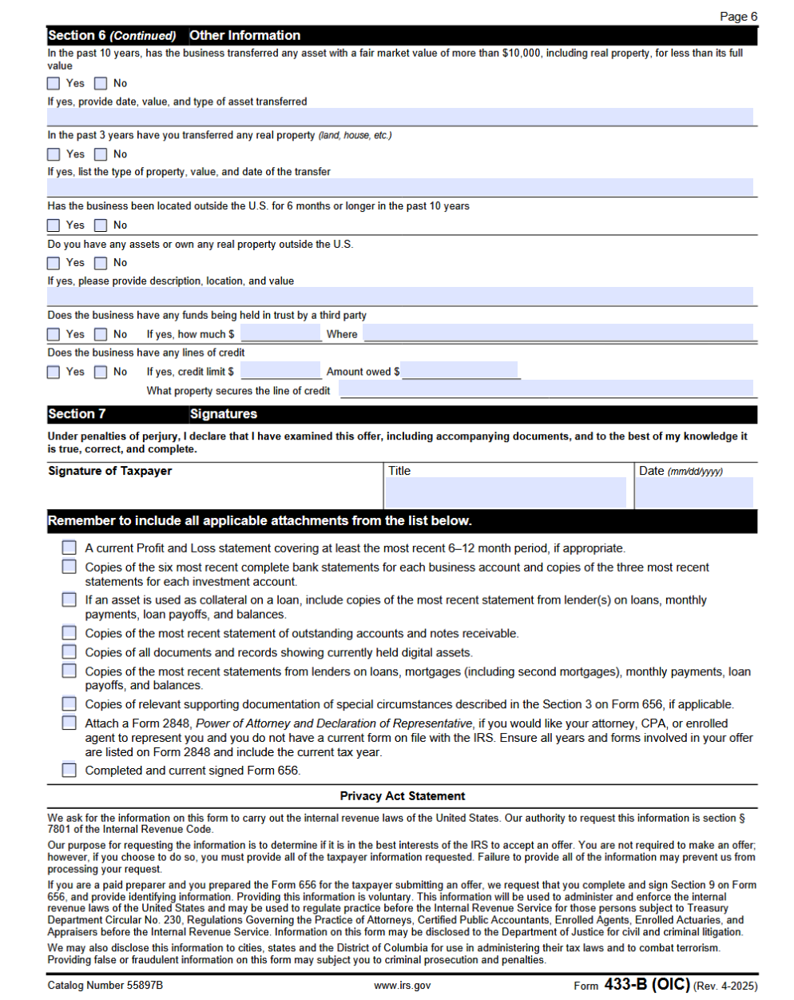 Page 6
Section 6 (Continued) Other Information
In the past 10 years, has the business transferred any asset with a fair market value of more than $10,000, including real property, for less than its full
value
Yes No
If yes, provide date, value, and type of asset transferred
In the past 3 years have you transferred any real property (land, house, etc.)
Yes No
If yes, list the type of property, value, and date of the transfer
Has the business been located outside the U.S. for 6 months or longer in the past 10 years
Yes No
Do you have any assets or own any real property outside the U.S.
Yes No
If yes, please provide description, location, and value
Does the business have any funds being held in trust by a third party
Yes No If yes, how much $ Where
Does the business have any lines of credit
Yes No If yes, credit limit $ Amount owed $
What property secures the line of credit
Section 7 Signatures
Under penalties of perjury, I declare that I have examined this offer, including accompanying documents, and to the best of my knowledge it
is true, correct, and complete.
Signature of Taxpayer Title Date (mm/dd/yyyy)
Remember to include all applicable attachments from the list below.
A current Profit and Loss statement covering at least the most recent 6–12 month period, if appropriate.
Copies of the six most recent complete bank statements for each business account and copies of the three most recent
statements for each investment account.
If an asset is used as collateral on a loan, include copies of the most recent statement from lender(s) on loans, monthly
payments, loan payoffs, and balances.
Copies of the most recent statement of outstanding accounts and notes receivable.
Copies of all documents and records showing currently held digital assets.
Copies of the most recent statements from lenders on loans, mortgages (including second mortgages), monthly payments, loan
payoffs, and balances.
Copies of relevant supporting documentation of special circumstances described in the Section 3 on Form 656, if applicable.
Attach a Form 2848, Power of Attorney and Declaration of Representative, if you would like your attorney, CPA, or enrolled
agent to represent you and you do not have a current form on file with the IRS. Ensure all years and forms involved in your offer
are listed on Form 2848 and include the current tax year.
Completed and current signed Form 656.
Privacy Act Statement
We ask for the information on this form to carry out the internal revenue laws of the United States. Our authority to request this information is section §
7801 of the Internal Revenue Code.
Our purpose for requesting the information is to determine if it is in the best interests of the IRS to accept an offer. You are not required to make an offer;
however, if you choose to do so, you must provide all of the taxpayer information requested. Failure to provide all of the information may prevent us from
processing your request.
If you are a paid preparer and you prepared the Form 656 for the taxpayer submitting an offer, we request that you complete and sign Section 9 on Form
656, and provide identifying information. Providing this information is voluntary. This information will be used to administer and enforce the internal
revenue laws of the United States and may be used to regulate practice before the Internal Revenue Service for those persons subject to Treasury
Department Circular No. 230, Regulations Governing the Practice of Attorneys, Certified Public Accountants, Enrolled Agents, Enrolled Actuaries, and
Appraisers before the Internal Revenue Service. Information on this form may be disclosed to the Department of Justice for civil and criminal litigation.
We may also disclose this information to cities, states and the District of Columbia for use in administering their tax laws and to combat terrorism.
Providing false or fraudulent information on this form may subject you to criminal prosecution and penalties.
Catalog Number 55897B www.irs.gov Form 433-B (OIC) (Rev. 4-2025)